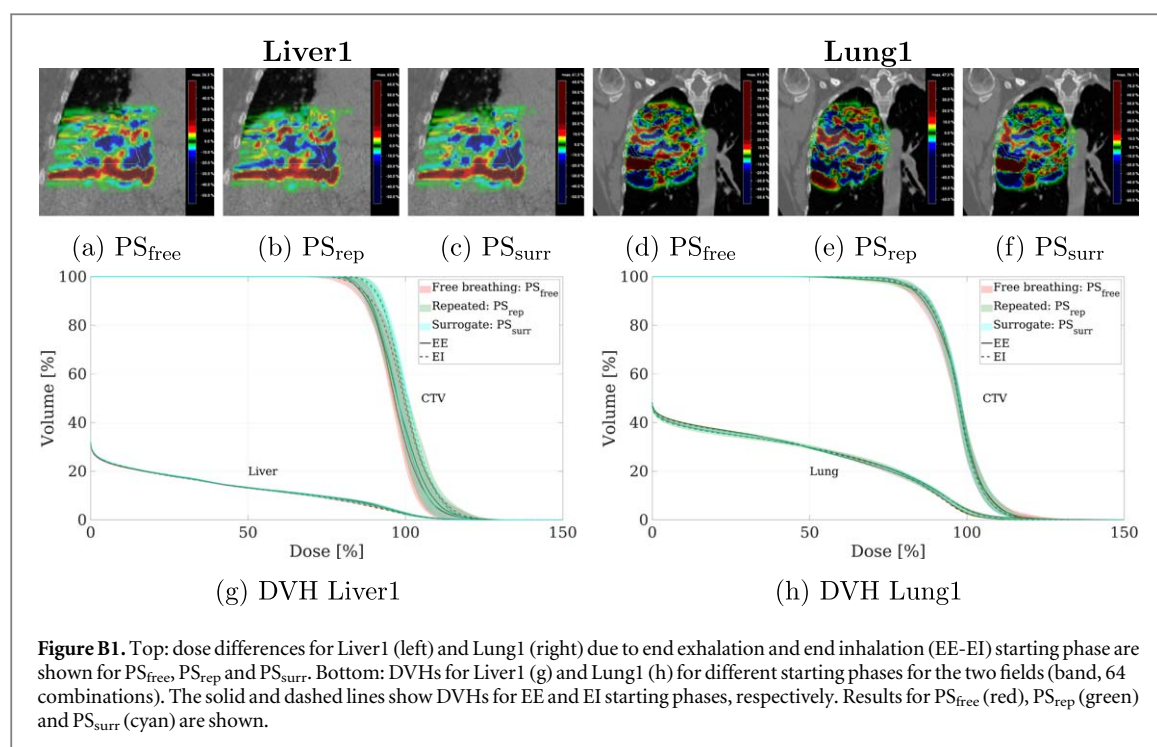 Liver1
Lung1
(a) PSfree
(b) PSrep
(c) PSsurr
(d) PSfree
(e) PSrep
(f) PSsurr
100
80
60
40
20
0
Volume [%]
0
50
100
150
Dose [%]
Free breathing: PSfree
Repeated: PSrep
Surrogate: PSsurr
EE
EI
CTV
Liver
(g) DVH Liver1
100
80
60
40
20
0
Volume [%]
0
50
100
150
Dose [%]
Free breathing: PSfree
Repeated: PSrep
Surrogate: PSsurr
EE
EI
CTV
Lung
(h) DVH Lung1
Figure B1. Top: dose differences for Liver1 (left) and Lung1 (right) due to end exhalation and end inhalation (EE-EI) starting phase are
shown for PSfree, PSrep and PSsurr. Bottom: DVHs for Liver1 (g) and Lung1 (h) for different starting phases for the two fields (band, 64
combinations). The solid and dashed lines show DVHs for EE and EI starting phases, respectively. Results for PSfree (red), PSrep (green)
and PSsurr (cyan) are shown.